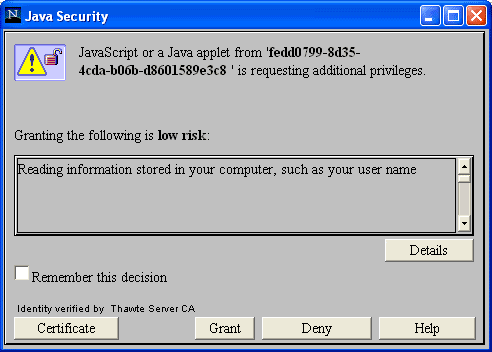 N Java Security
JavaScript or a Java applet from 'fedd0799-8d35-
4cda-b06b-d8601589e3c8 ' is requesting additional privileges.
Granting the following is low risk:
Reading information stored in your computer, such as your user name
Details
Remember this decision
Identity verified by Thawte Server CA
Certificate Grant Deny Help